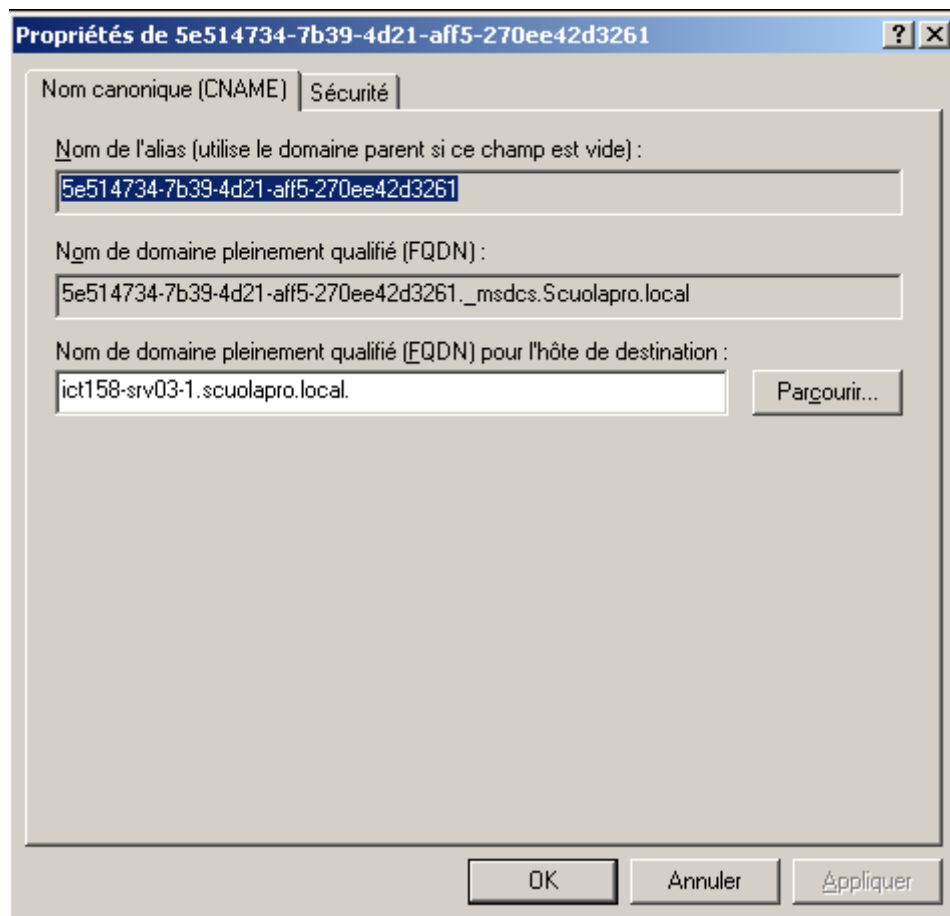 Propriétés de 5e514734-7b39-4d21-aff5-270ee42d3261
Nom canonique (CNAME) Sécurité
Nom de l'alias (utilise le domaine parent si ce champ est vide) :
5e514734-7b39-4d21-aff5-270ee42d3261
Nom de domaine pleinement qualifié (FQDN) :
5e514734-7b39-4d21-aff5-270ee42d3261._msdcs.Scuolapro.local
Nom de domaine pleinement qualifié (FQDN) pour l'hôte de destination :
ict158-srv03-1.scuolapro.local. Parcourir...
OK Annuler Appliquer